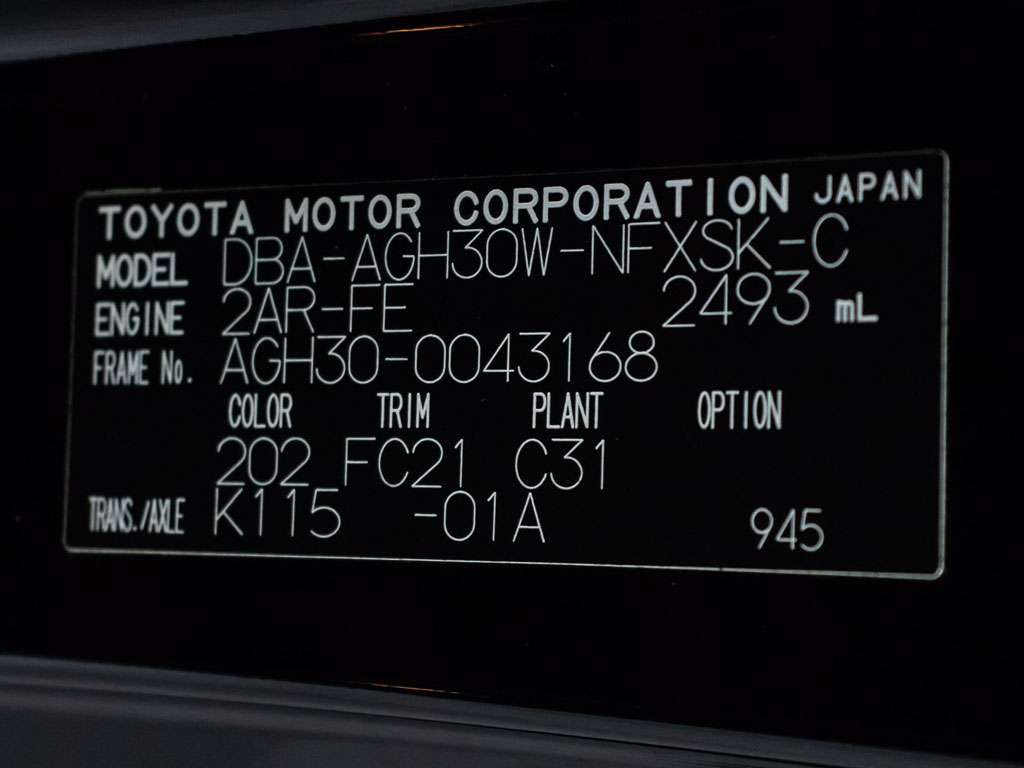 TOYOTA MOTOR CORPORATION JAPAN
MODEL DBA-AGH30W-NFXSK-C
ENGINE 2AR-FE 2493 mL
FRAME No. AGH30-0043168
COLOR TRIM PLANT OPTION
202 FC21 C31
TRANS./AXLE K115 -01A 945